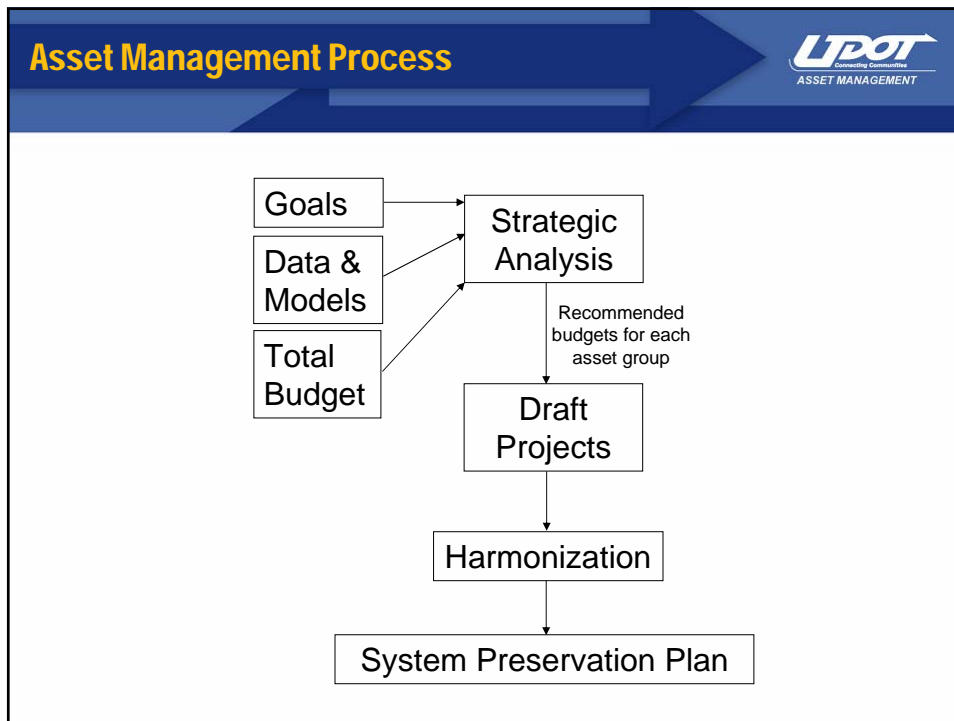 Asset Management Process
UDOT
Connecting Communities
ASSET MANAGEMENT
Goals
Data &
Models
Total
Budget
Strategic
Analysis
Recommended
budgets for each
asset group
Draft
Projects
Harmonization
System Preservation Plan